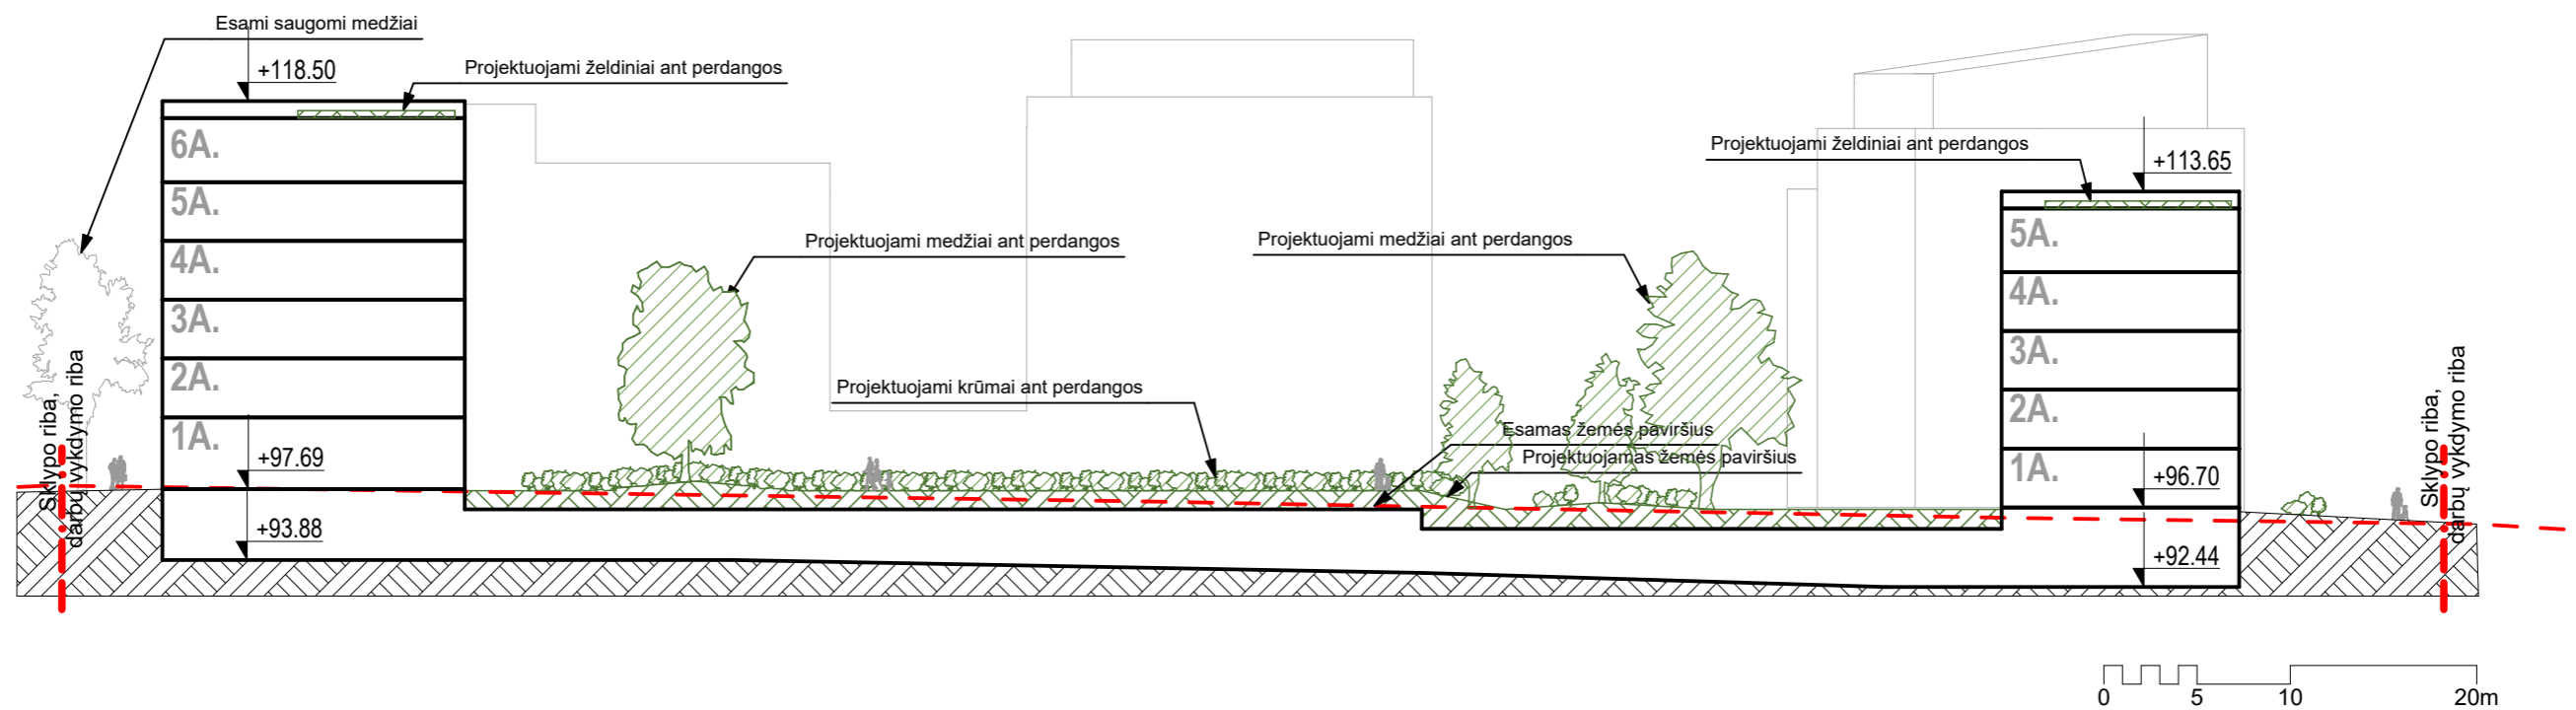 Esami saugomi medžiai
+118.50
Projektuojami želdiniai ant perdangos
6A.
5A.
4A.
3A.
2A.
1A.
+97.69
+93.88
Sklypo riba,
darbų vykdymo riba
Projektuojami medžiai ant perdangos
Projektuojami krūmai ant perdangos
Projektuojami medžiai ant perdangos
Esamas žemės paviršius
Projektuojamas žemės paviršius
Projektuojami želdiniai ant perdangos
+113.65
5A.
4A.
3A.
2A.
1A.
+96.70
+92.44
Sklypo riba,
darbų vykdymo riba
0 5 10 20m